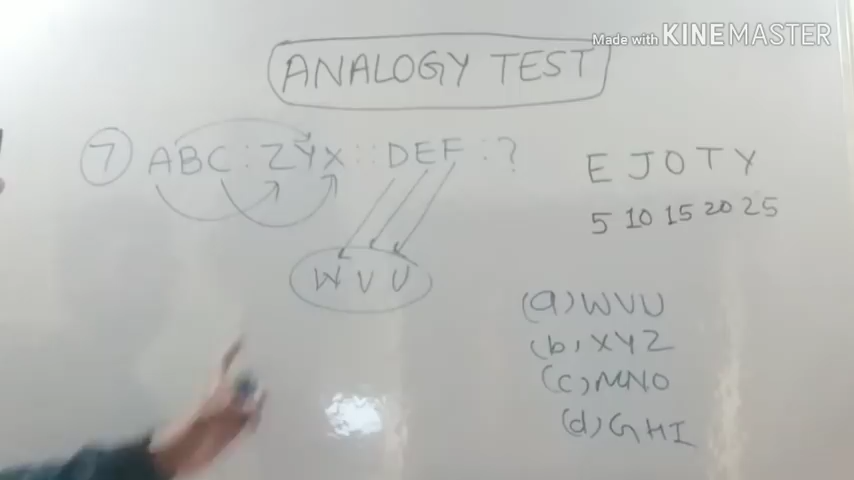 Made with KINEMASTER
ANALOGY TEST
7 ABC : ZYX :: DEF : ?
WVU
E J O T Y
5 10 15 20 25
(a) WVU
(b) XYZ
(c) MNO
(d) GHI